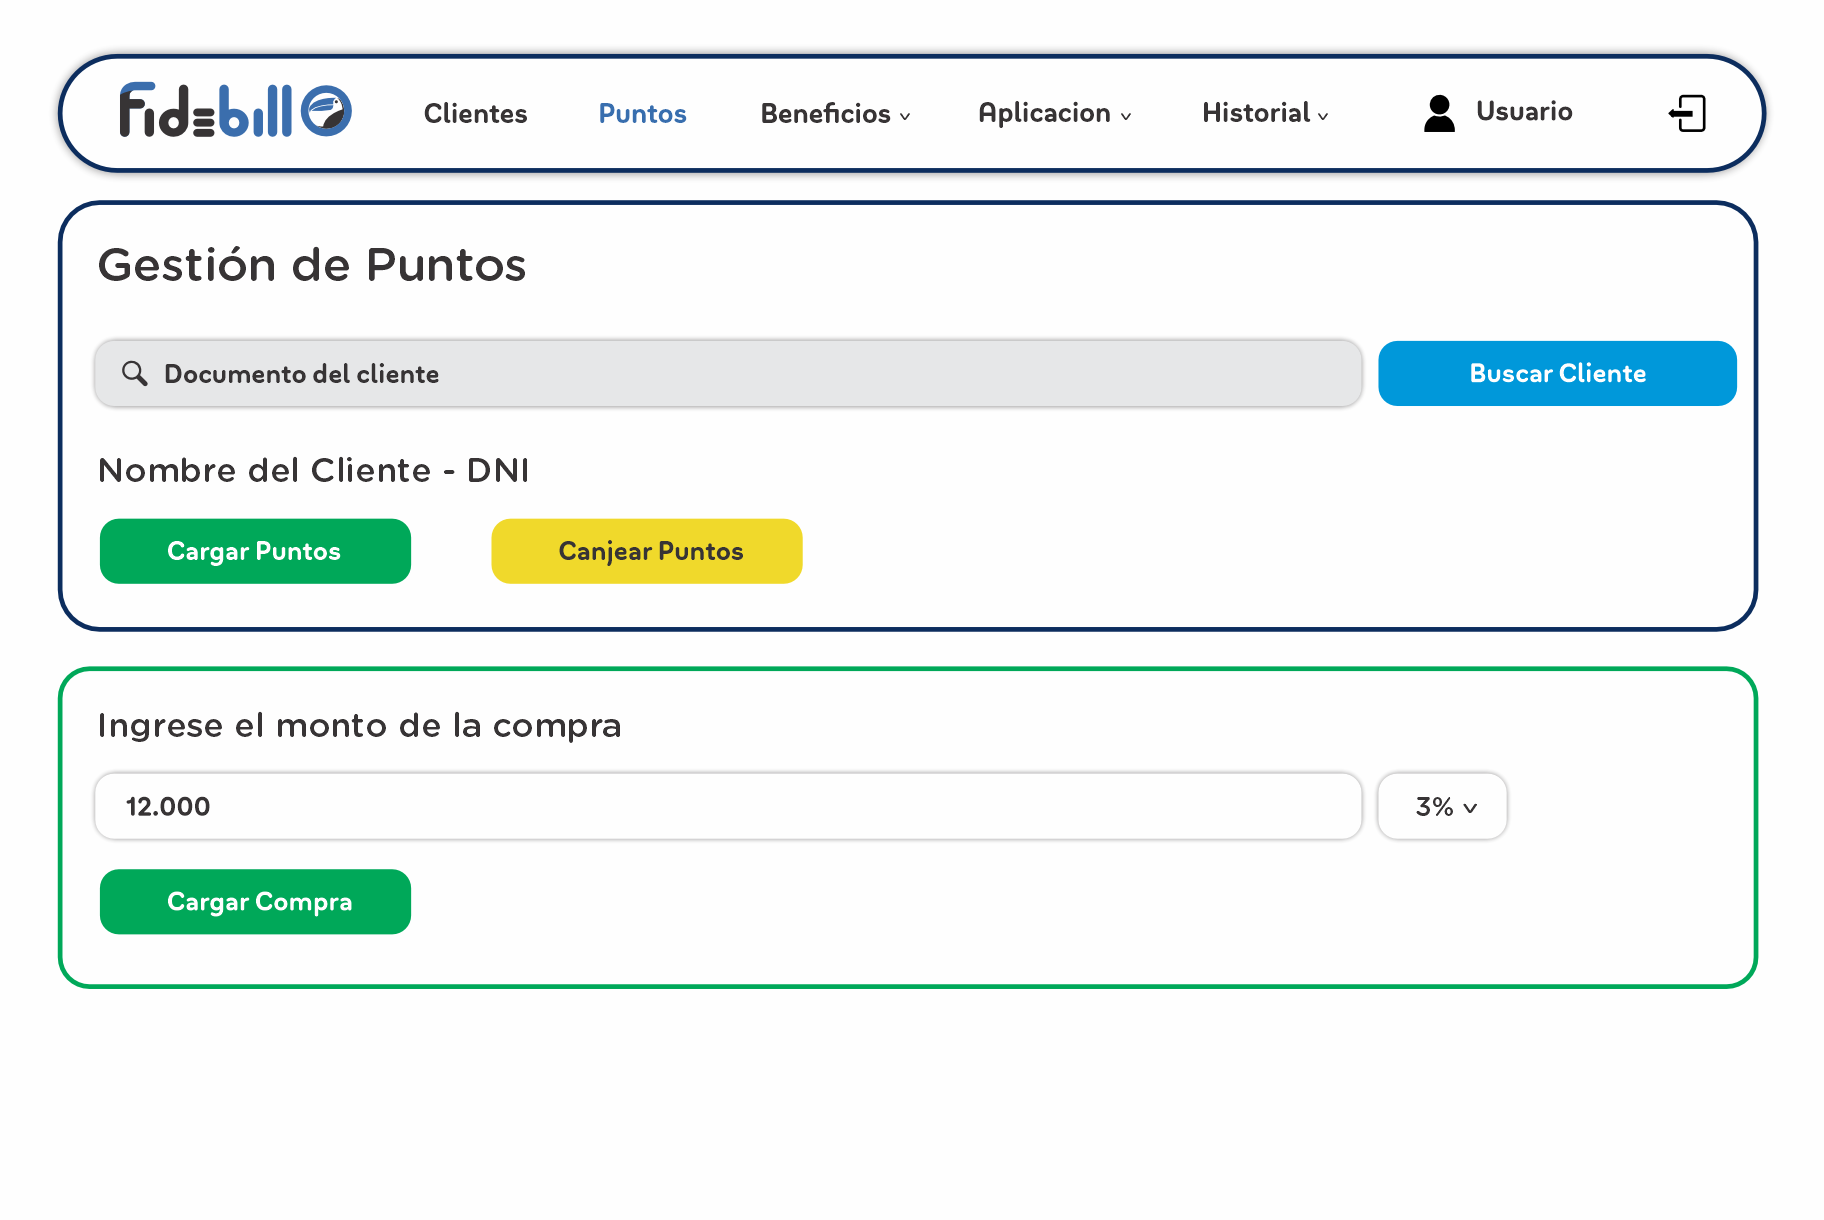 Fidebill
Clientes
Puntos
Beneficios
Aplicacion
Historial
Usuario
Gestión de Puntos
Documento del cliente
Buscar Cliente
Nombre del Cliente - DNI
Cargar Puntos
Canjear Puntos
Ingrese el monto de la compra
12.000
3%
Cargar Compra